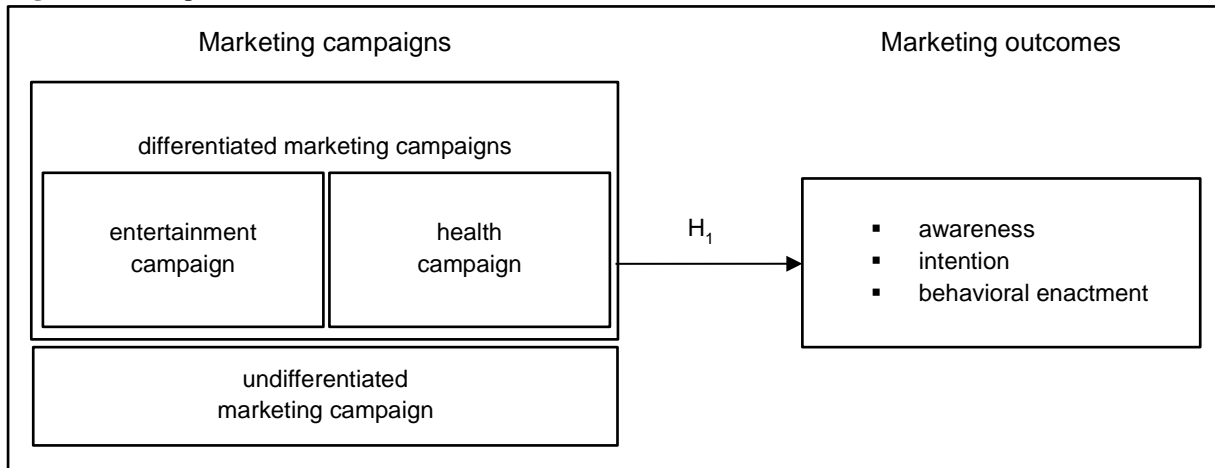 Marketing campaigns
Marketing outcomes
differentiated marketing campaigns
entertainment
campaign
health
campaign
H₁
▪ awareness
▪ intention
▪ behavioral enactment
undifferentiated
marketing campaign